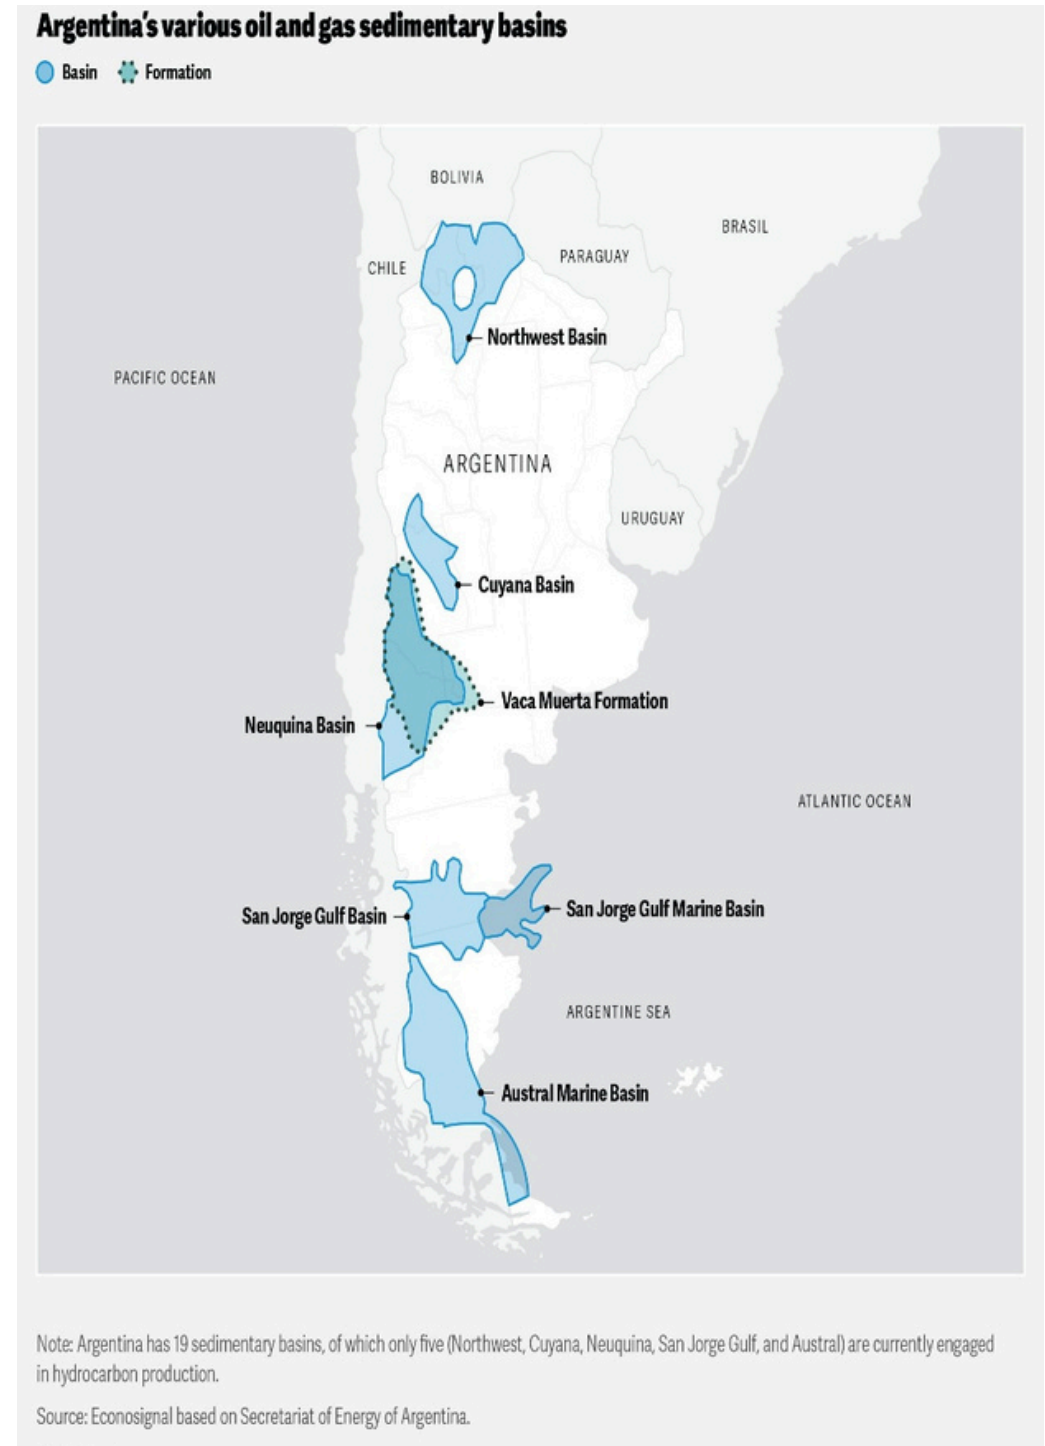 Argentina's various oil and gas sedimentary basins
Basin Formation
BOLIVIA
BRASIL
PARAGUAY
CHILE
Northwest Basin
PACIFIC OCEAN
ARGENTINA
URUGUAY
Cuyana Basin
Vaca Muerta Formation
Neuquina Basin
ATLANTIC OCEAN
San Jorge Gulf Basin
San Jorge Gulf Marine Basin
ARGENTINE SEA
Austral Marine Basin
Note: Argentina has 19 sedimentary basins, of which only five (Northwest, Cuyana, Neuquina, San Jorge Gulf, and Austral) are currently engaged
in hydrocarbon production.
Source: Econosignal based on Secretariat of Energy of Argentina.